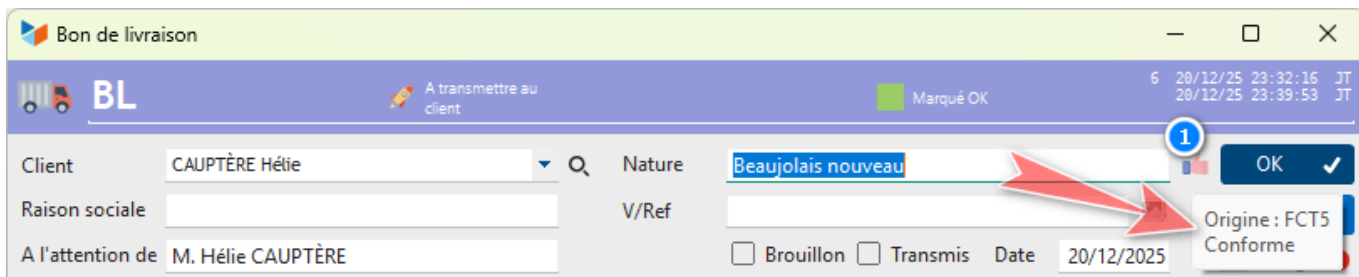 Bon de livraison
BL
A transmettre au
client
Marqué OK
6 20/12/25 23:32:16 JT
20/12/25 23:39:53 JT
1
Client CAUPTÈRE Hélie Nature Beaujolais nouveau OK
Raison sociale V/Ref
Origine : FCT5
Conforme
A l'attention de M. Hélie CAUPTÈRE Brouillon Transmis Date 20/12/2025